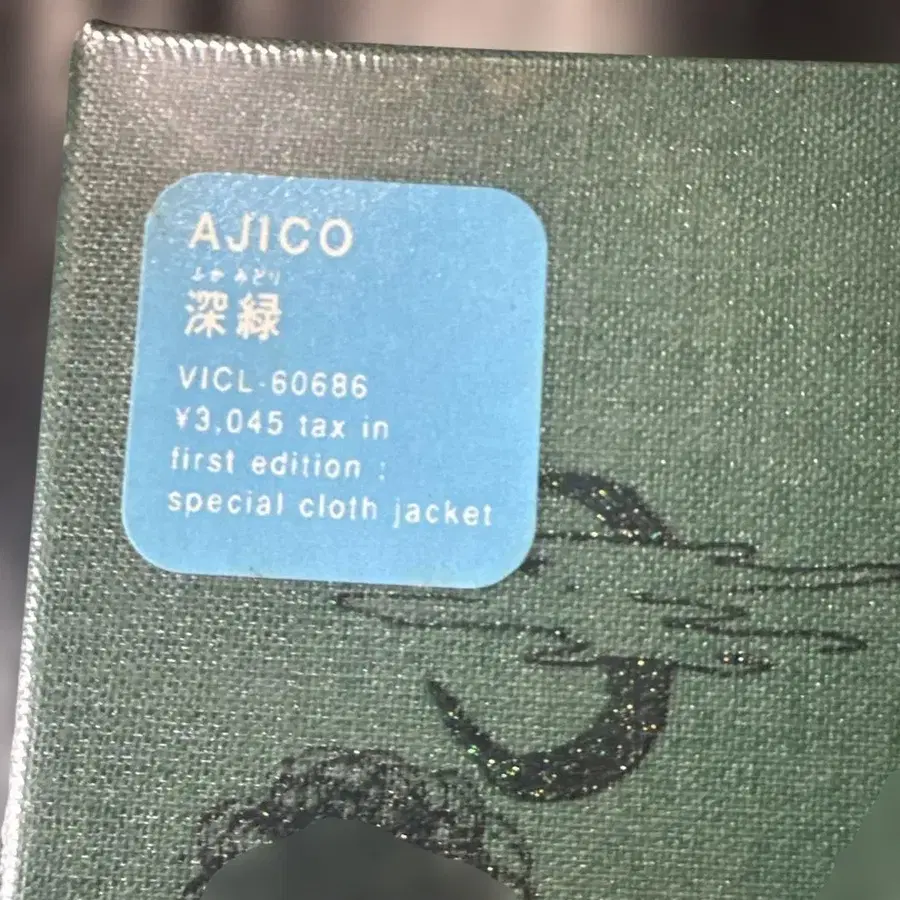 AJICO
ふか みどり
深緑
VICL-60686
¥3,045 tax in
first edition :
special cloth jacket